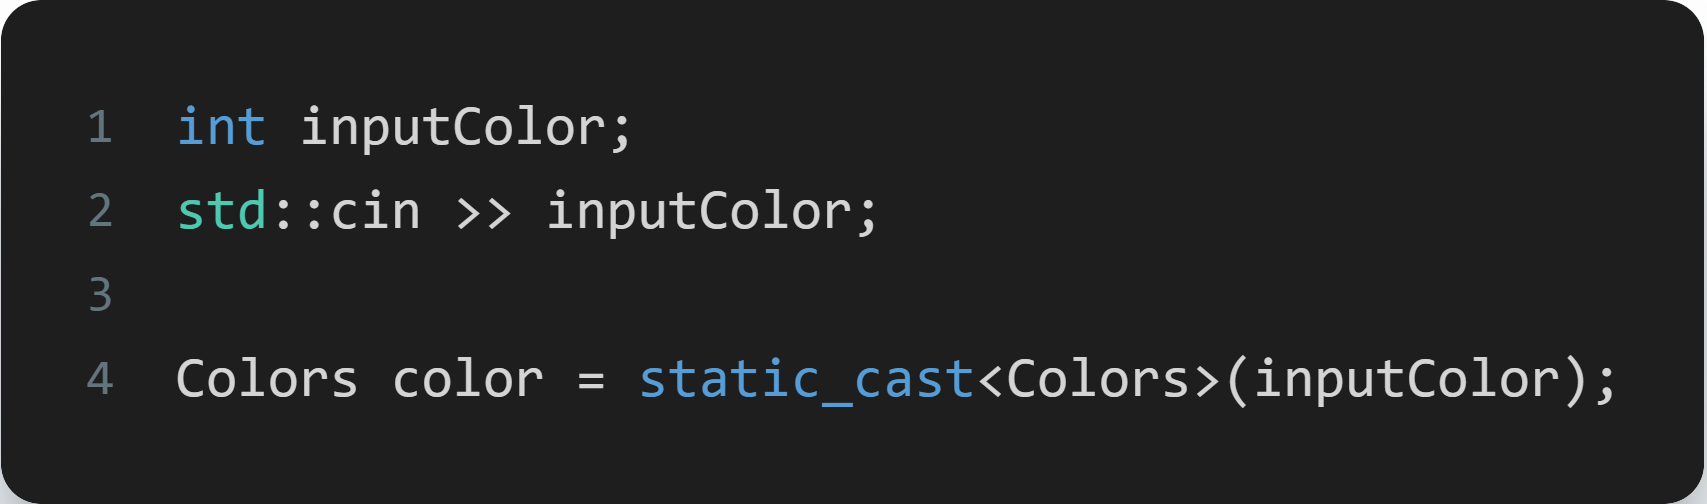 1 int inputColor;
2 std::cin >> inputColor;
3
4 Colors color = static_cast<Colors>(inputColor);